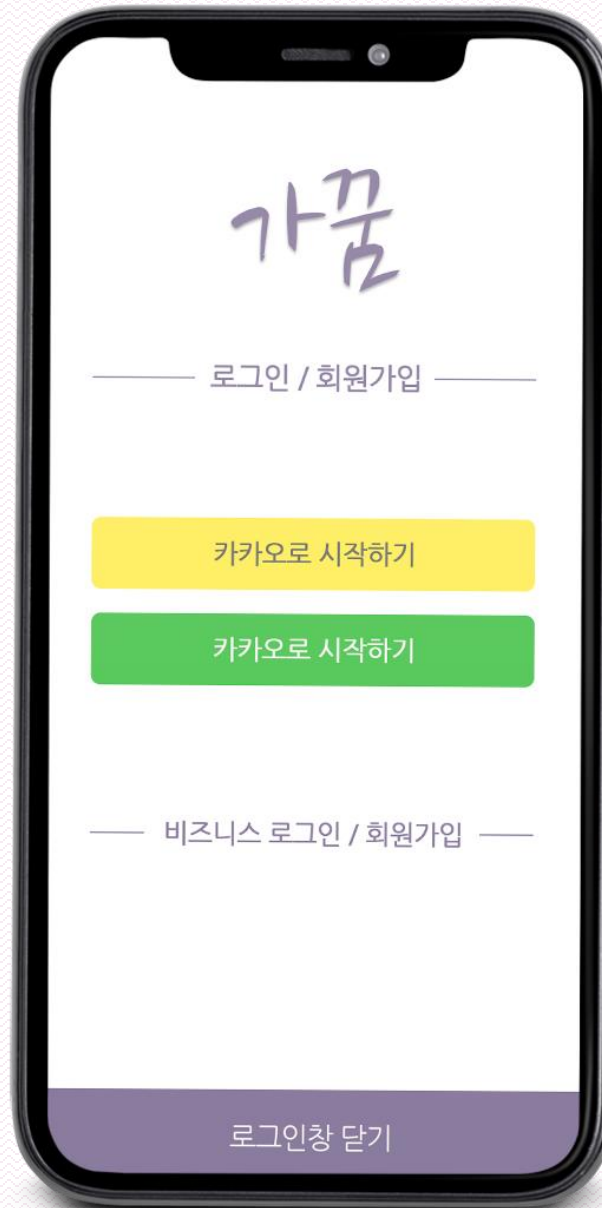 가꿈
로그인 / 회원가입
카카오로 시작하기
카카오로 시작하기
비즈니스 로그인 / 회원가입
로그인창 닫기